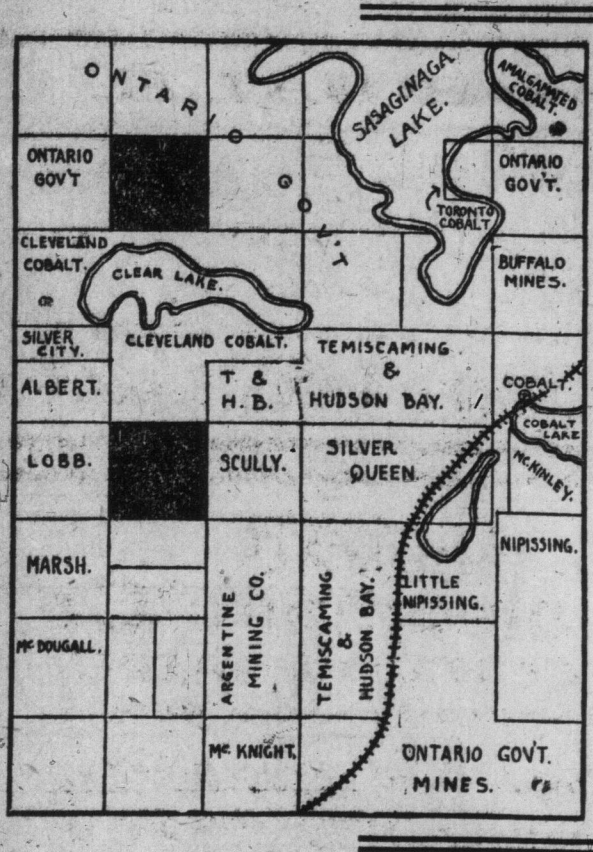 ONTARIO GOV'T
SASAGINAGA
LAKE.
AMALGAMATED
COBALT.
ONTARIO
GOV'T
ONTARIO
GOV'T.
TORONTO
COBALT
CLEVELAND
COBALT.
CLEAR LAKE.
BUFFALO
MINES.
SILVER
CITY.
CLEVELAND COBALT.
TEMISCAMING
&
HUDSON BAY.
ALBERT.
T. &
H. B.
COBALT.
COBALT
LAKE
LOBB.
SCULLY.
SILVER
QUEEN.
McKINLEY.
MARSH.
NIPISSING.
LITTLE
NIPISSING.
ARGENTINE
MINING CO.
TEMISCAMING
&
HUDSON BAY.
McDOUGALL.
Mc KNIGHT.
ONTARIO GOV'T.
MINES.